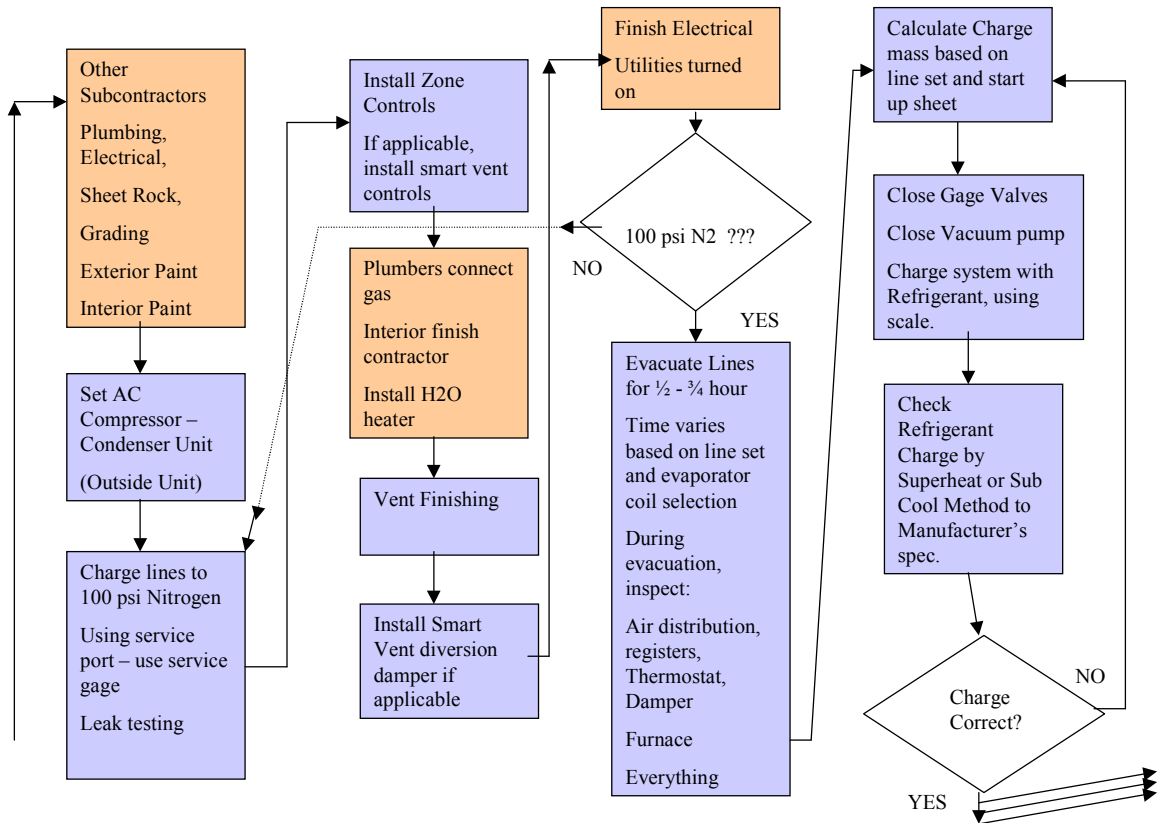 Other
Subcontractors
Plumbing,
Electrical,
Sheet Rock,
Grading
Exterior Paint
Interior Paint
Set AC
Compressor –
Condenser Unit
(Outside Unit)
Charge lines to
100 psi Nitrogen
Using service
port – use service
gage
Leak testing
Install Zone
Controls
If applicable,
install smart vent
controls
Plumbers connect
gas
Interior finish
contractor
Install H2O
heater
Vent Finishing
Install Smart
Vent diversion
damper if
applicable
Finish Electrical
Utilities turned
on
100 psi N2 ???
NO
YES
Evacuate Lines
for ½ - ¾ hour
Time varies
based on line set
and evaporator
coil selection
During
evacuation,
inspect:
Air distribution,
registers,
Thermostat,
Damper
Furnace
Everything
Calculate Charge
mass based on
line set and start
up sheet
Close Gage Valves
Close Vacuum pump
Charge system with
Refrigerant, using
scale.
Check
Refrigerant
Charge by
Superheat or Sub
Cool Method to
Manufacturer’s
spec.
Charge
Correct?
NO
YES